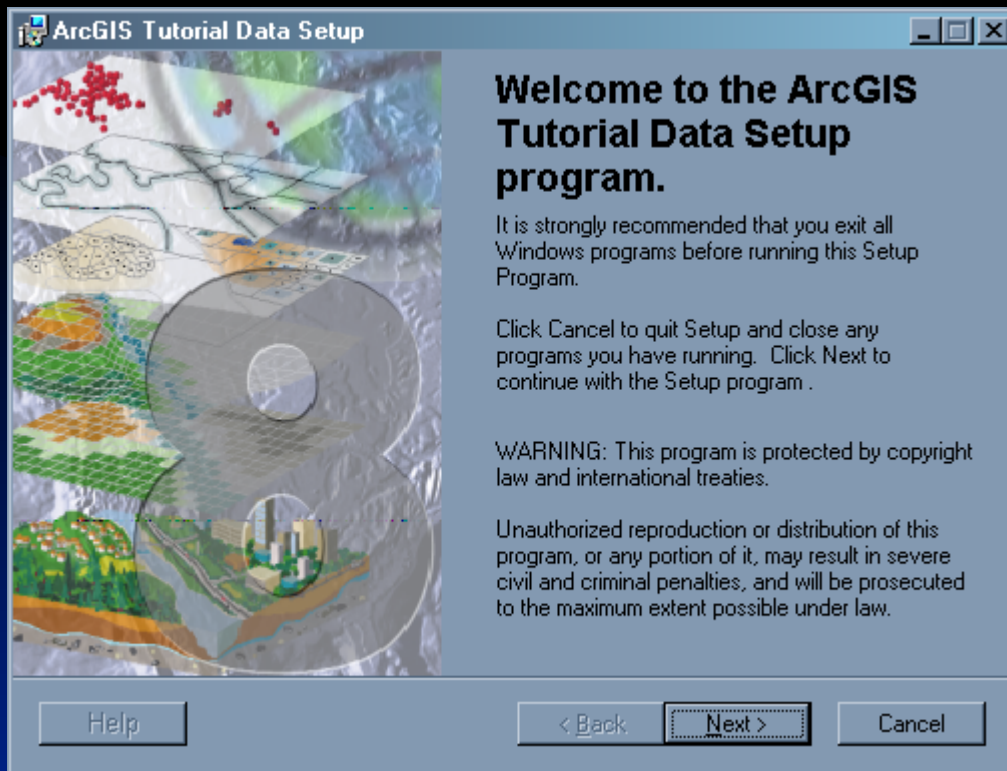 ArcGIS Tutorial Data Setup
Welcome to the ArcGIS
Tutorial Data Setup
program.
It is strongly recommended that you exit all
Windows programs before running this Setup
Program.
Click Cancel to quit Setup and close any
programs you have running.  Click Next to
continue with the Setup program .
WARNING: This program is protected by copyright
law and international treaties.
Unauthorized reproduction or distribution of this
program, or any portion of it, may result in severe
civil and criminal penalties, and will be prosecuted
to the maximum extent possible under law.
8
Help
< Back
Next >
Cancel